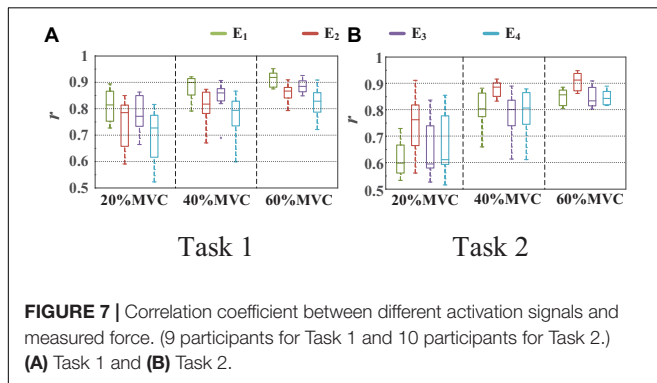 A
E1
E2
B
E3
E4
1
0.9
0.8
0.7
0.6
0.5
r
20%MVC 40%MVC 60%MVC
1
0.9
0.8
0.7
0.6
0.5
r
20%MVC 40%MVC 60%MVC
Task 1
Task 2
FIGURE 7 | Correlation coefficient between different activation signals and
measured force. (9 participants for Task 1 and 10 participants for Task 2.)
(A) Task 1 and (B) Task 2.